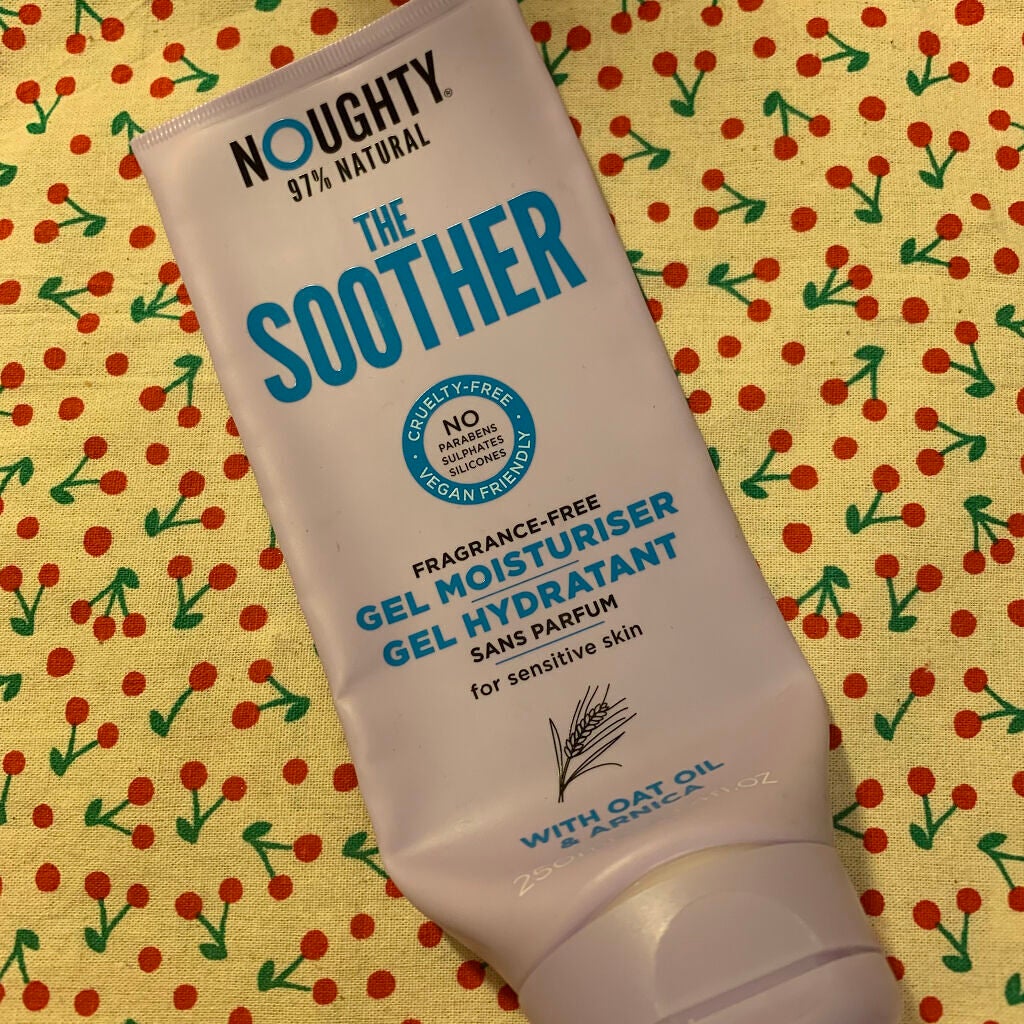 NOUGHTY®
97% NATURAL
THE
SOOTHER
CRUELTY-FREE
NO
PARABENS
SULPHATES
SILICONES
VEGAN FRIENDLY
FRAGRANCE-FREE
GEL MOISTURISER
GEL HYDRATANT
SANS PARFUM
for sensitive skin
WITH OAT OIL
& ARNICA